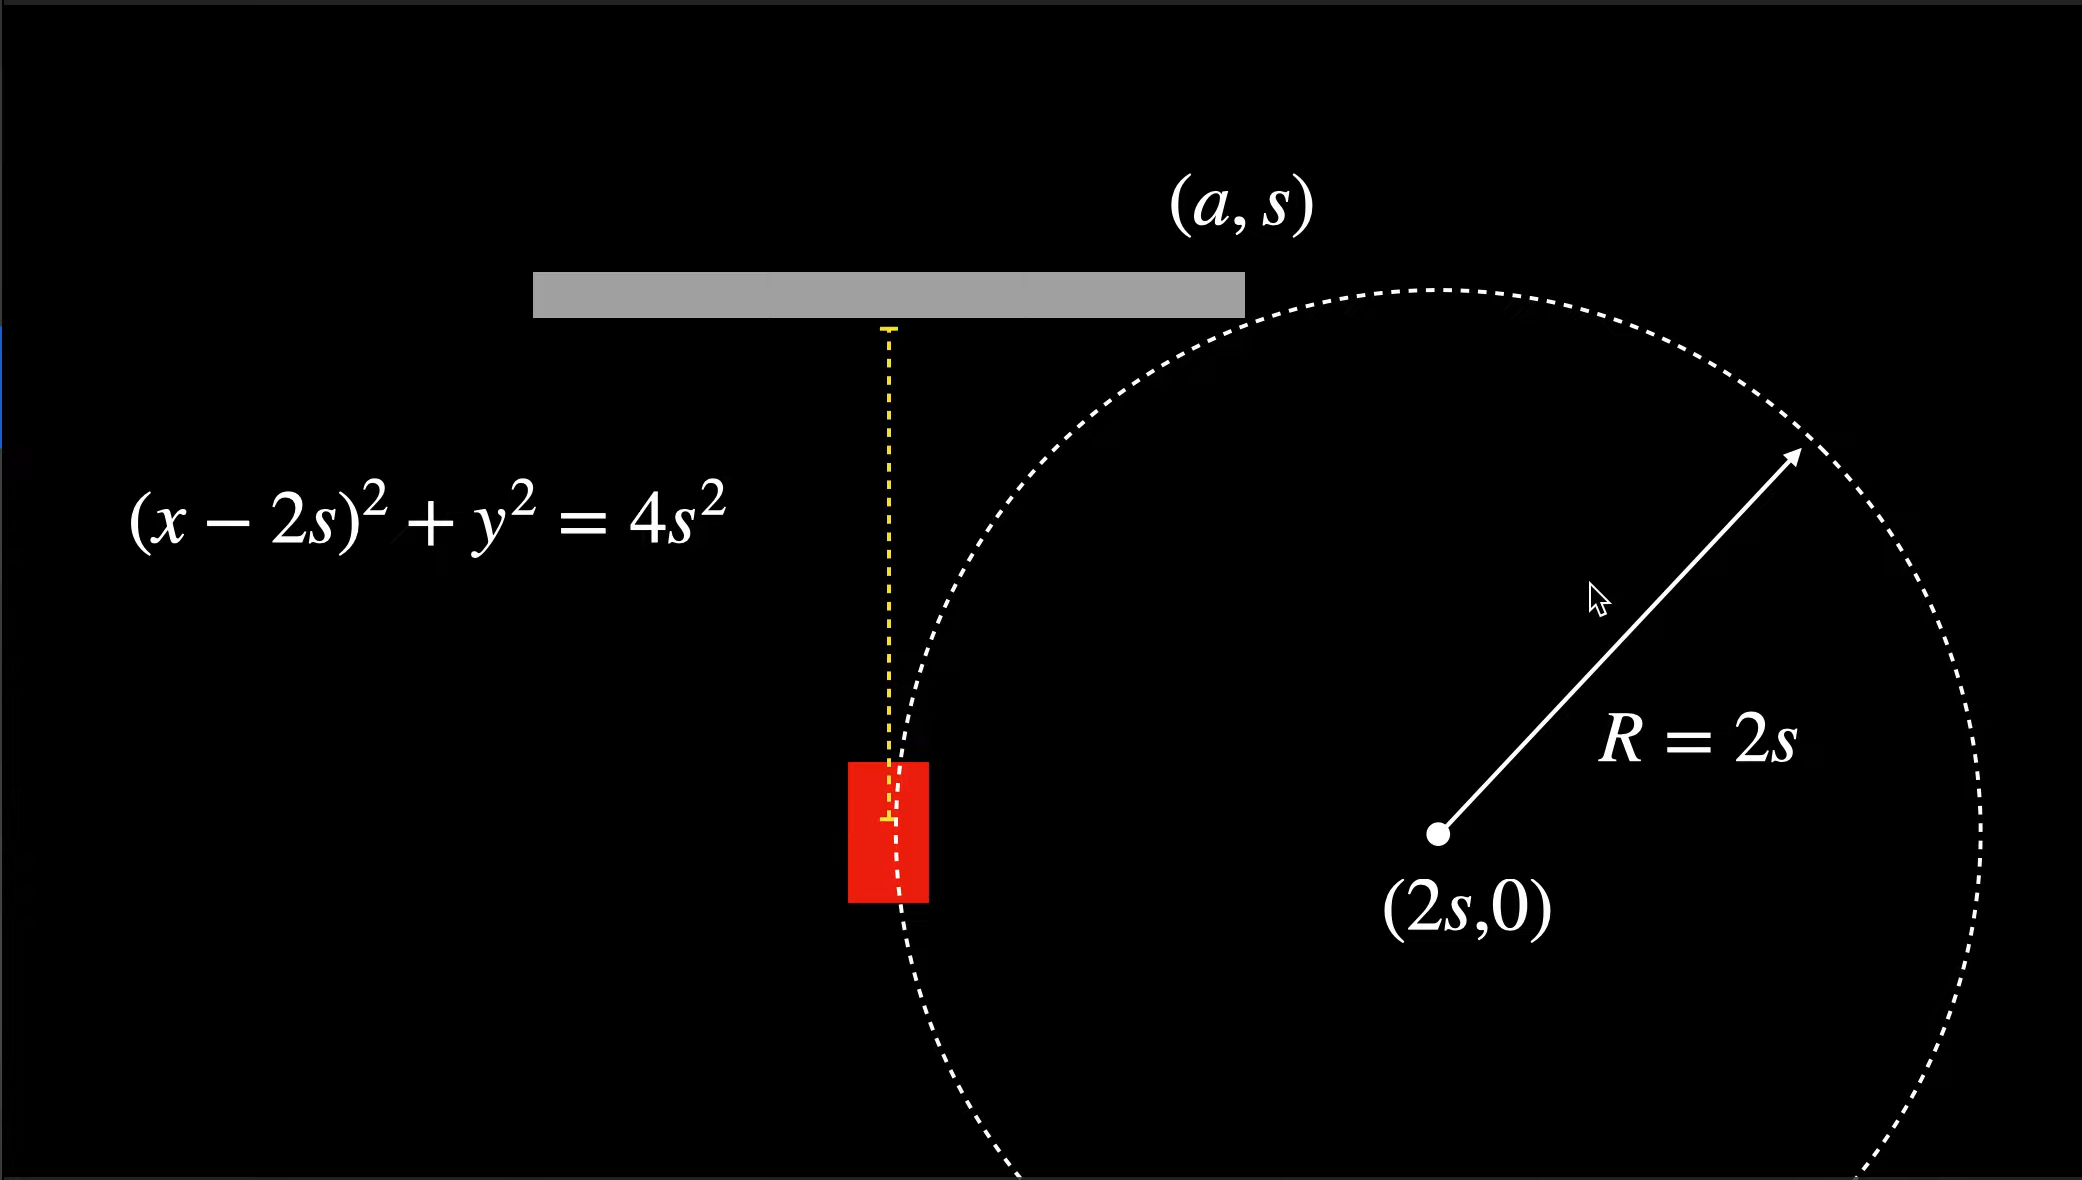 (a, s)
(x − 2s)² + y² = 4s²
R = 2s
(2s,0)